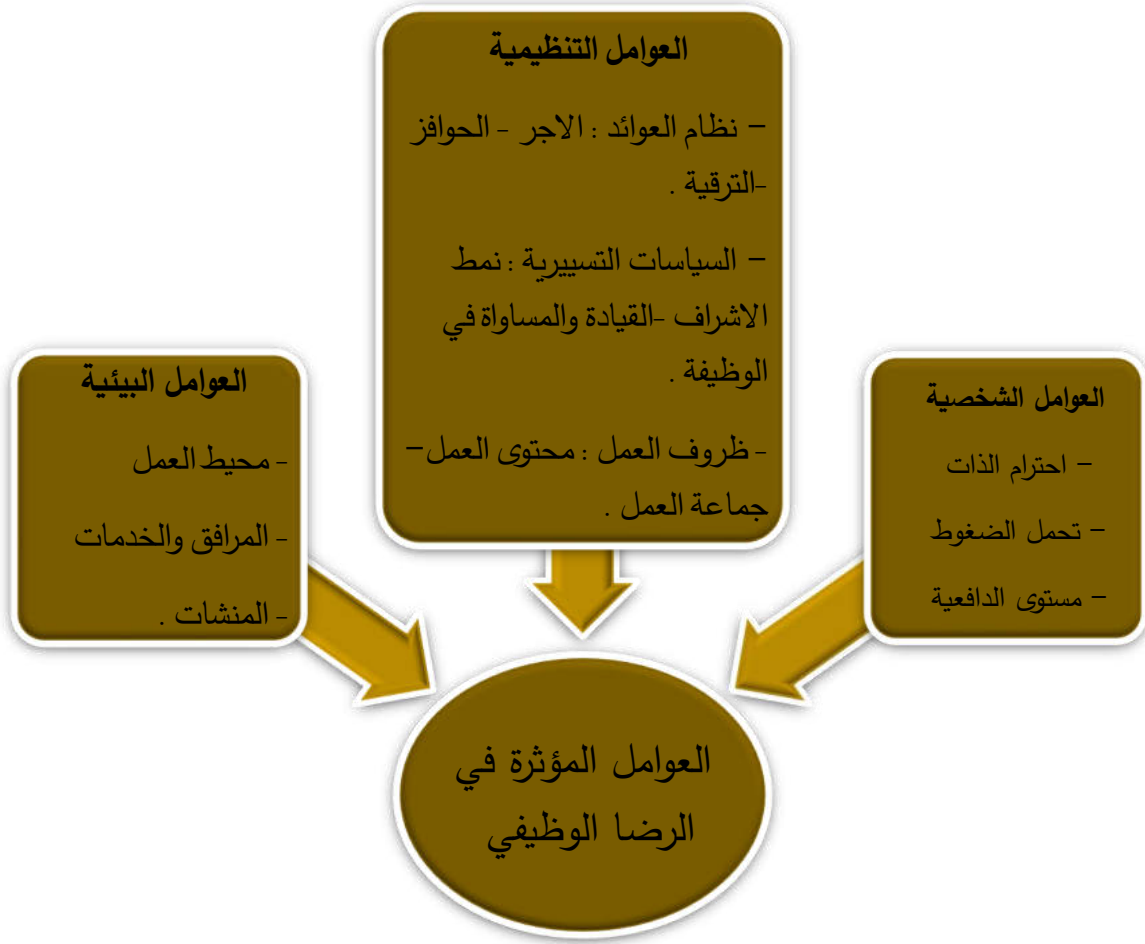 العوامل التنظيمية
– نظام العوائد : الاجر - الحوافز
-الترقية .
– السياسات التسييرية : نمط
الاشراف -القيادة والمساواة في
الوظيفة .
- ظروف العمل : محتوى العمل–
جماعة العمل .
العوامل الشخصية
– احترام الذات
– تحمل الضغوط
– مستوى الدافعية
العوامل البيئية
- محيط العمل
- المرافق والخدمات
- المنشات .
العوامل المؤثرة في
الرضا الوظيفي